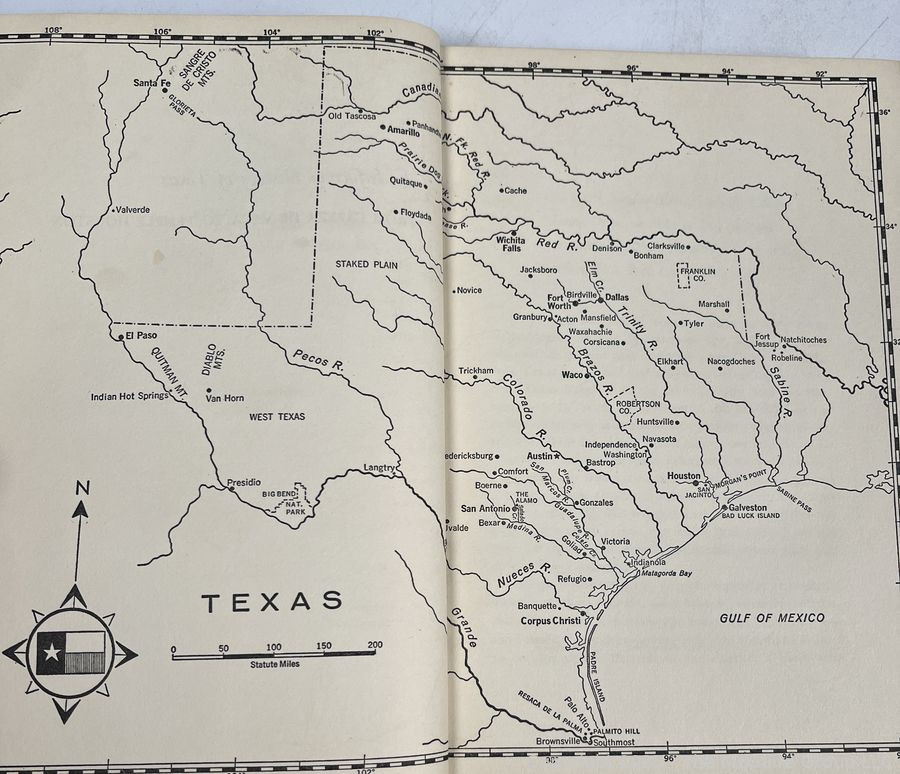 108°
106°
104°
102°
SANGRE
DE CRISTO
MTS.
Santa Fe
GLORIETA
PASS
Valverde
Old Tascosa
Amarillo
Prairie Dog
Quitaque
Floydada
STAKED PLAIN
El Paso
QUITMAN MT.
DIABLO
MTS.
Indian Hot Springs
Van Horn
WEST TEXAS
Pecos R.
Langtry
Presidio
BIG BEND
NAT.
PARK
N
TEXAS
0 50 100 150 200
Statute Miles
102°
98°
96°
94°
92°
36°
34°
N. Fk. Red R.
Cache
Wichita
Falls
Red R.
Denison
Bonham
Clarksville
FRANKLIN
CO.
Jacksboro
Elm Cr.
Novice
Fort
Worth
Birdville
Dallas
Granbury
Acton
Mansfield
Waxahachie
Corsicana
Trinity R.
Marshall
Tyler
Fort
Jessup
Natchitoches
Robeline
Elkhart
Nacogdoches
Sabine R.
Brazos R.
Waco
Trickham
Colorado R.
ROBERTSON
CO.
Huntsville
Independence
Washington
Navasota
Austin
Bastrop
Comfort
Boerne
THE
ALAMO
San Antonio
Bexar
Medina R.
San Marcos R.
Plum C.
Gonzales
Guadalupe R.
Goliad
Victoria
Houston
SAN
JACINTO
MORGAN'S POINT
SABINE PASS
Galveston
BAD LUCK ISLAND
Indianola
Matagorda Bay
Nueces R.
Refugio
Banquette
Corpus Christi
GULF OF MEXICO
Grande
PADRE ISLAND
RESACA DE LA PALMA
Palo Alto
PALMITO HILL
Brownsville
Southmost
96°
94°